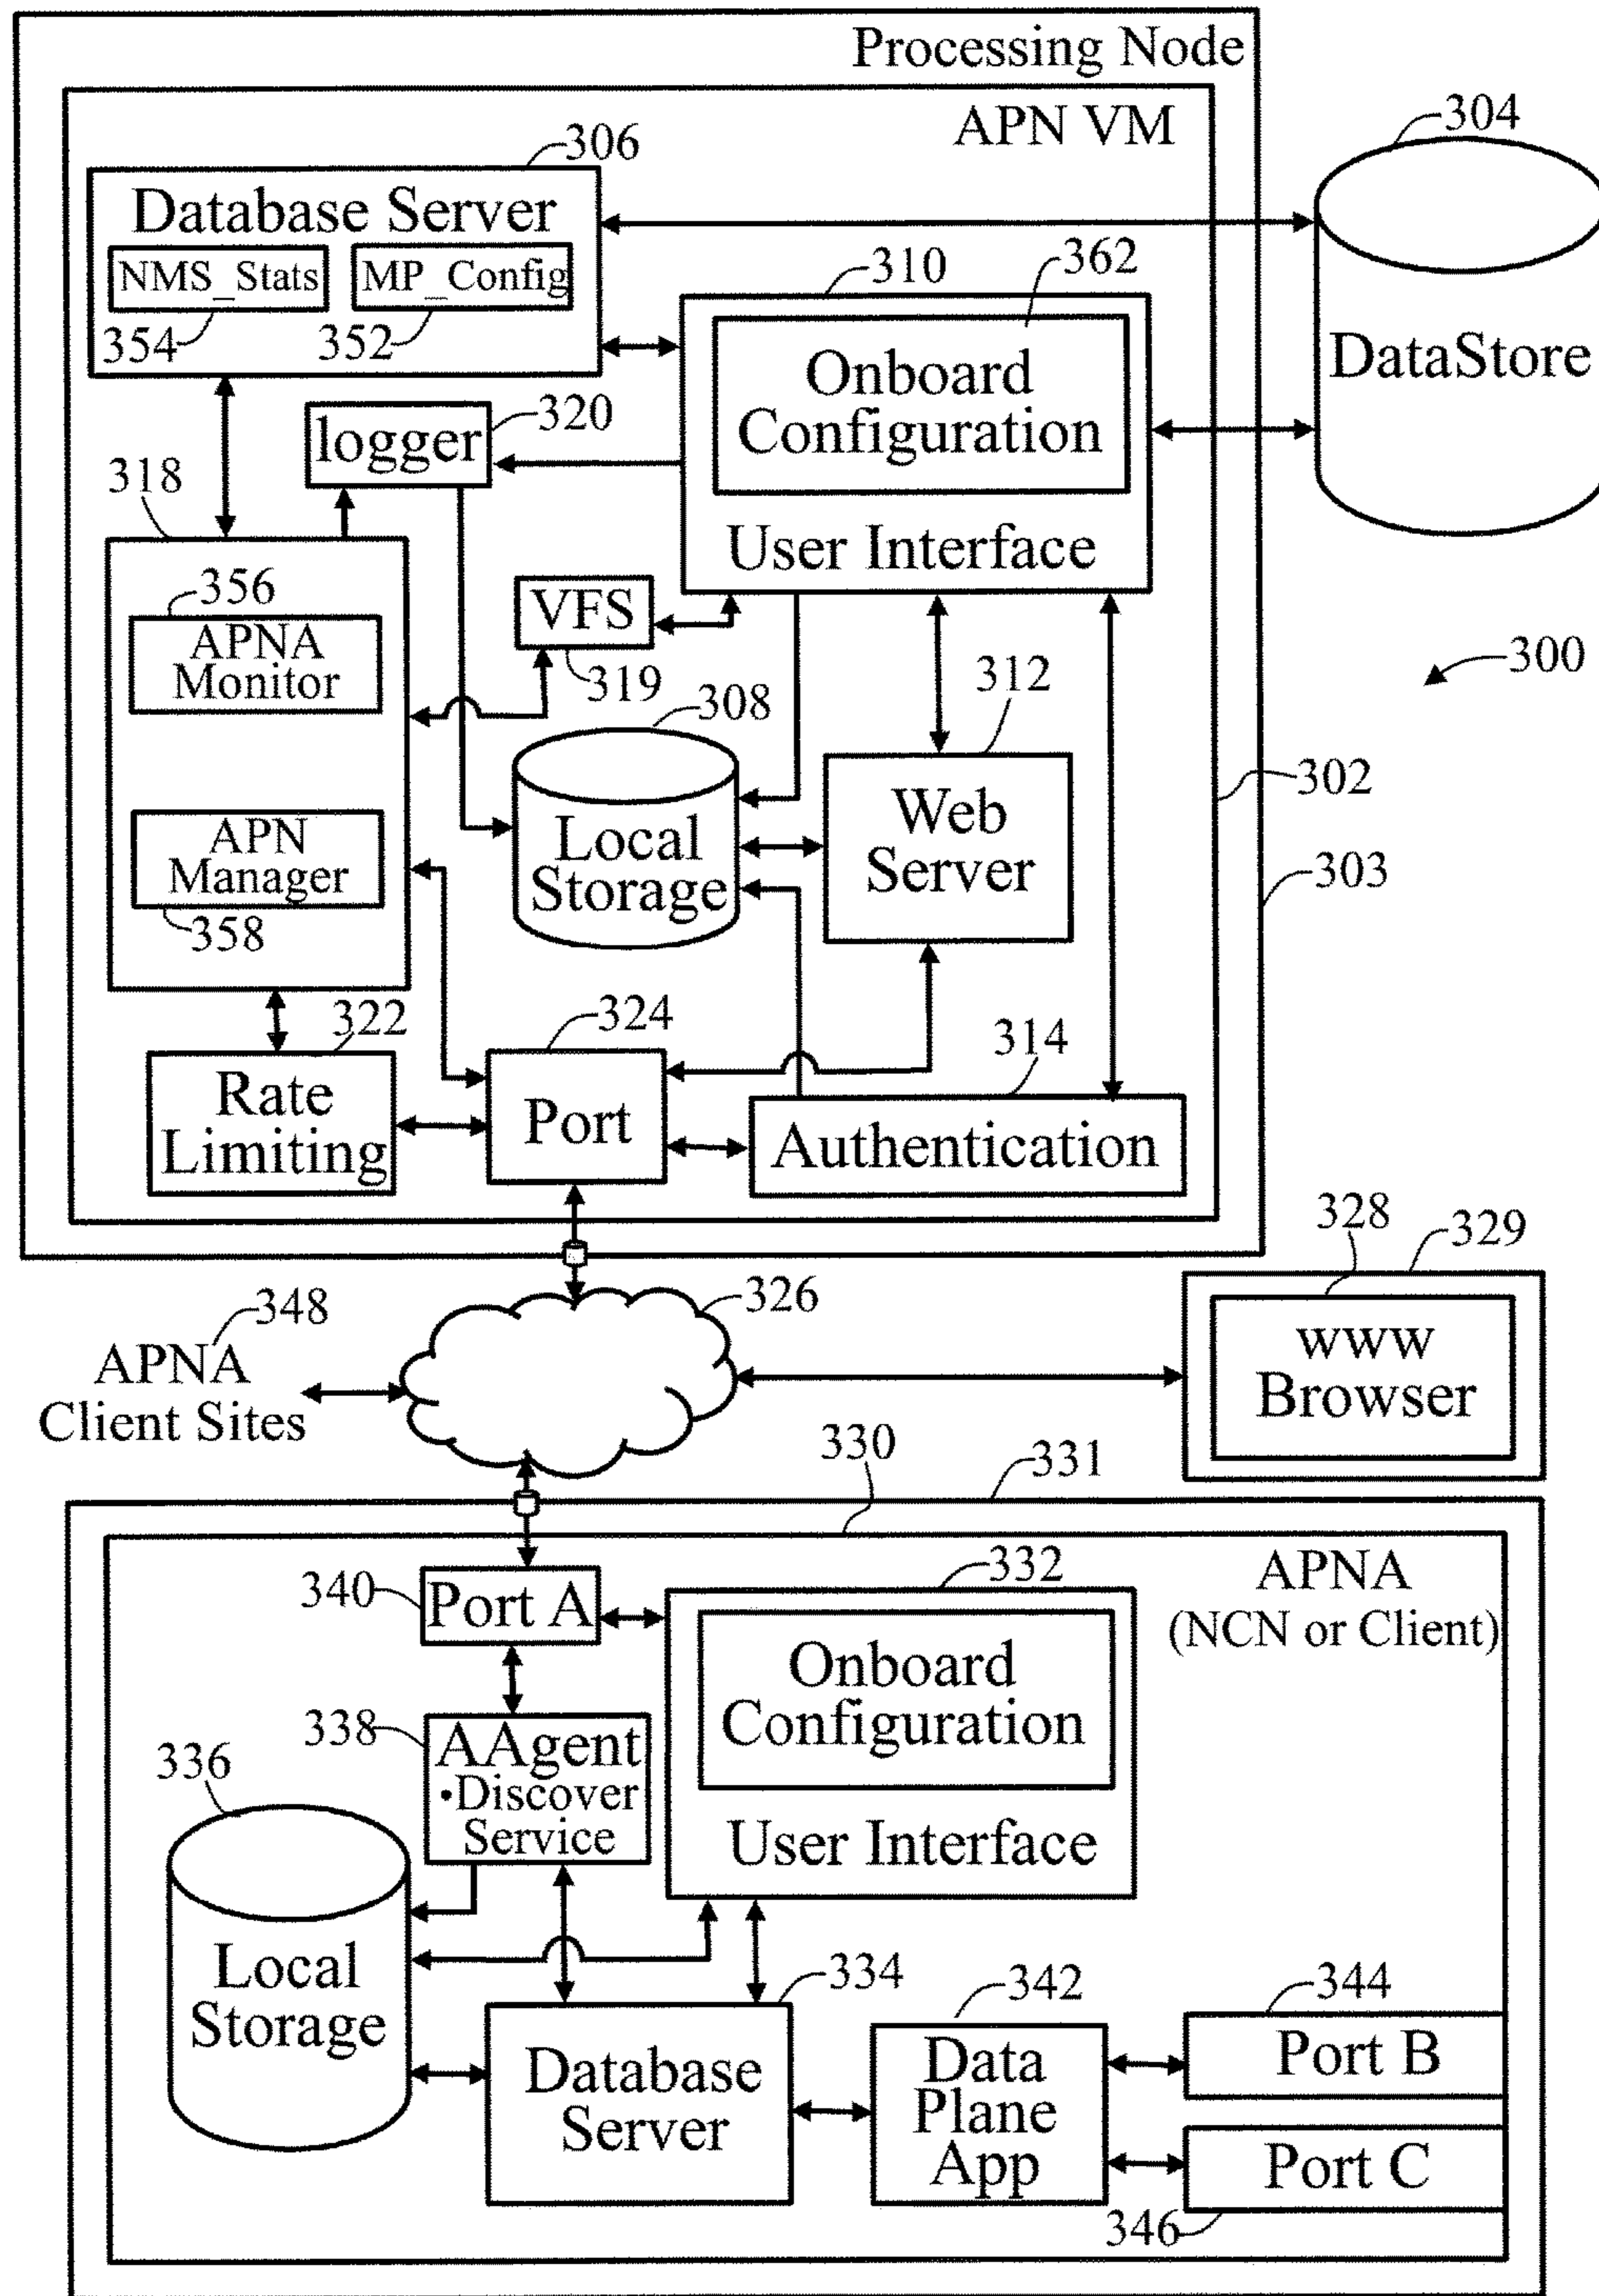 Processing Node
APN VM
304
306
Database Server
NMS_Stats
MP_Config
354
352
310
362
DataStore
Onboard
Configuration
User Interface
320
logger
318
356
APNA
Monitor
VFS
319
300
312
308
302
Web
Server
Local
Storage
303
APN
Manager
358
322
324
314
Rate
Limiting
Port
Authentication
328
329
348
326
APNA
Client Sites
www
Browser
330
331
332
APNA
(NCN or Client)
340
Port A
Onboard
Configuration
User Interface
338
AAgent
•Discover
Service
336
Local
Storage
334
342
344
Database
Server
Data
Plane
App
Port B
Port C
346